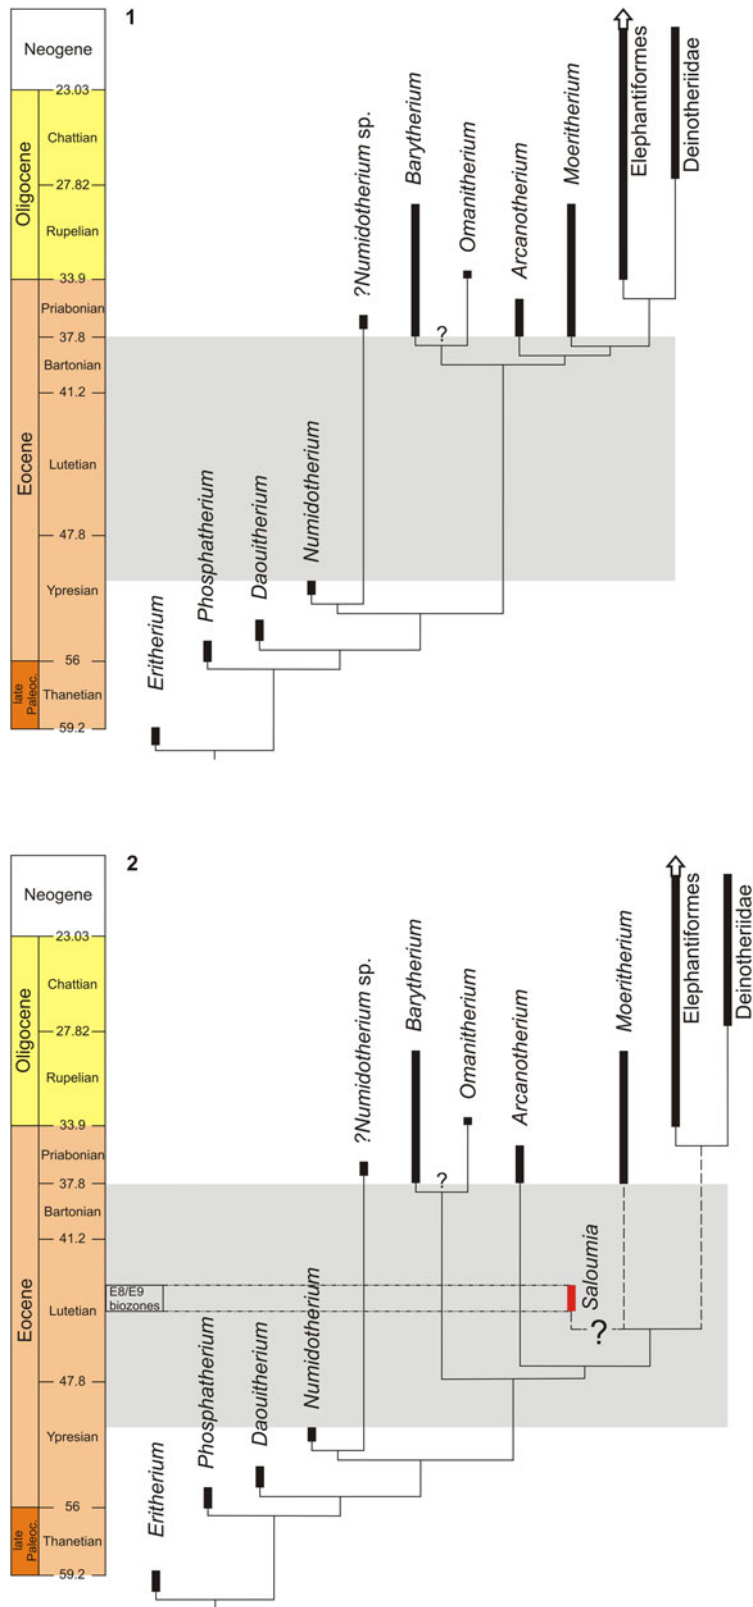 1
Neogene
23.03
Oligocene
Chattian
27.82
Rupelian
33.9
Eocene
Priabonian
37.8
Bartonian
41.2
Lutetian
47.8
Ypresian
56
late
Paleoc.
Thanetian
59.2
Eritherium
Phosphatherium
Daouitherium
Numidotherium
?Numidotherium sp.
Barytherium
?
Omanitherium
Arcanotherium
Moeritherium
Elephantiformes
Deinotheriidae
2
Neogene
23.03
Oligocene
Chattian
27.82
Rupelian
33.9
Eocene
Priabonian
37.8
Bartonian
41.2
E8/E9
biozones
Lutetian
47.8
Ypresian
56
late
Paleoc.
Thanetian
59.2
Eritherium
Phosphatherium
Daouitherium
Numidotherium
?Numidotherium sp.
Barytherium
?
Omanitherium
Arcanotherium
Saloumia
?
Moeritherium
Elephantiformes
Deinotheriidae